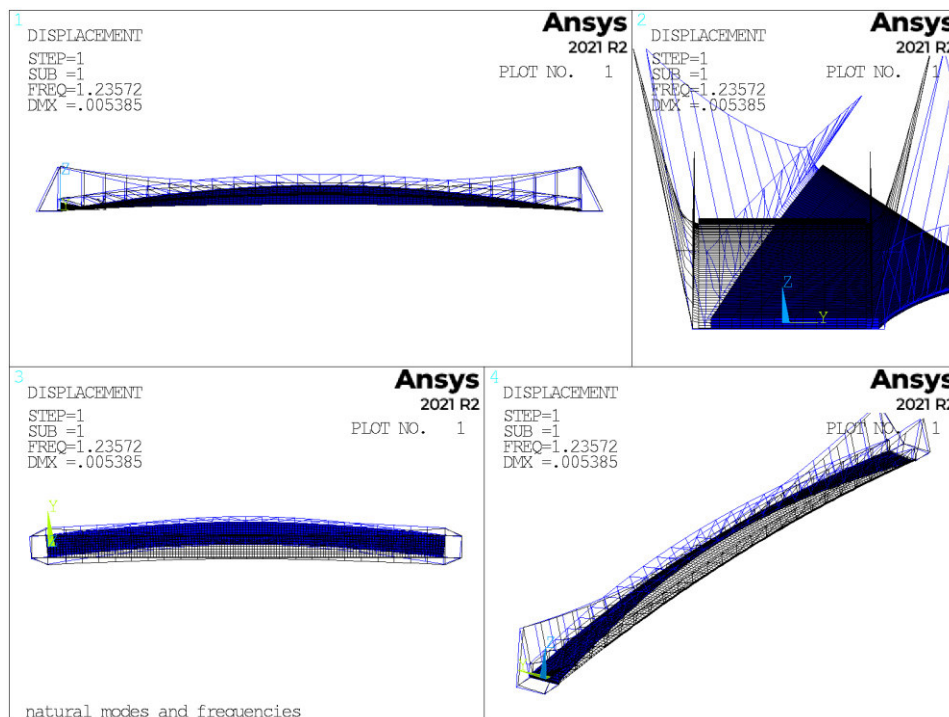 1
DISPLACEMENT
STEP=1
SUB =1
FREQ=1.23572
DMX =.005385
Z
Ansys
2021 R2
PLOT NO. 1
2
DISPLACEMENT
STEP=1
SUB =1
FREQ=1.23572
DMX =.005385
Ansys
2021 R2
PLOT NO. 1
Z
Y
3
DISPLACEMENT
STEP=1
SUB =1
FREQ=1.23572
DMX =.005385
Ansys
2021 R2
PLOT NO. 1
Y
natural modes and frequencies
4
DISPLACEMENT
STEP=1
SUB =1
FREQ=1.23572
DMX =.005385
Ansys
2021 R2
PLOT NO. 1
Z